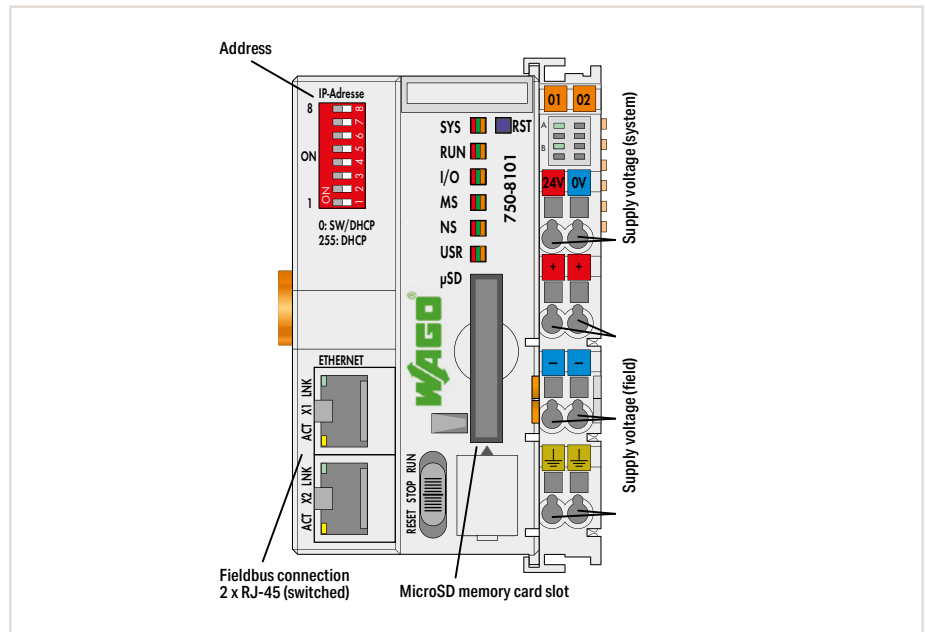 Address
IP-Adresse
8
8
7
6
5
4
3
2
1
ON
ON
1
0: SW/DHCP
255: DHCP
SYS
RST
RUN
I/O
MS
NS
USR
µSD
750-8101
WAGO
®
01 02
A
B
24V 0V
+ +
— —
Supply voltage (system)
Supply voltage (field)
ETHERNET
ACT X1 LNK
ACT X2 LNK
RESET STOP RUN
Fieldbus connection
2 x RJ-45 (switched)
MicroSD memory card slot